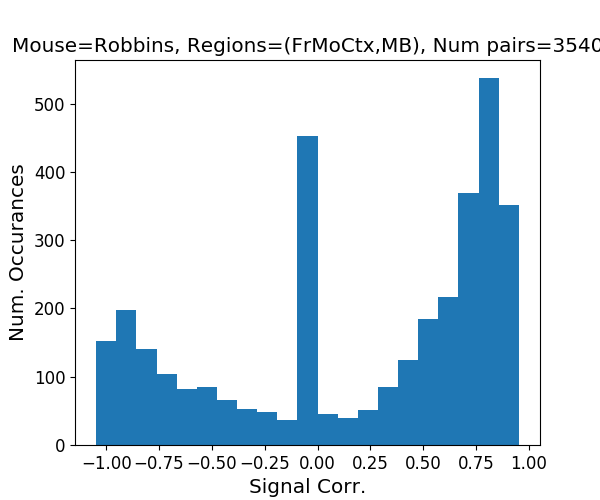 Mouse=Robbins, Regions=(FrMoCtx,MB), Num pairs=3540
Num. Occurances
500
400
300
200
100
0
−1.00 −0.75 −0.50 −0.25 0.00 0.25 0.50 0.75 1.00
Signal Corr.